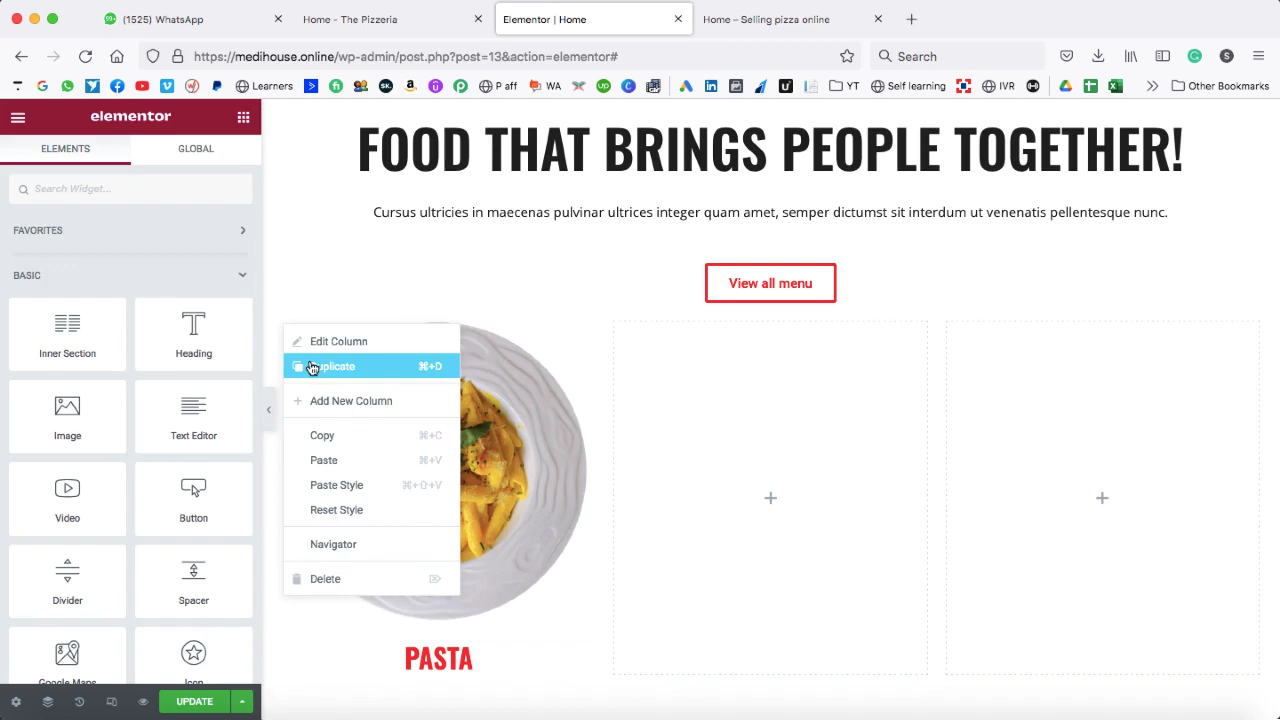 (1525) WhatsApp
Home - The Pizzeria
Elementor | Home
Home – Selling pizza online
https://medihouse.online/wp-admin/post.php?post=13&action=elementor#
Search
Learners
P aff
WA
YT
Self learning
IVR
Other Bookmarks
elementor
ELEMENTS
GLOBAL
Search Widget...
FAVORITES
BASIC
Inner Section
Heading
Image
Text Editor
Video
Button
Divider
Spacer
Google Maps
Icon
UPDATE
FOOD THAT BRINGS PEOPLE TOGETHER!
Cursus ultricies in maecenas pulvinar ultrices integer quam amet, semper dictumst sit interdum ut venenatis pellentesque nunc.
View all menu
Edit Column
Duplicate ⌘+D
Add New Column
Copy ⌘+C
Paste ⌘+V
Paste Style ⌘+⇧+V
Reset Style
Navigator
Delete
PASTA